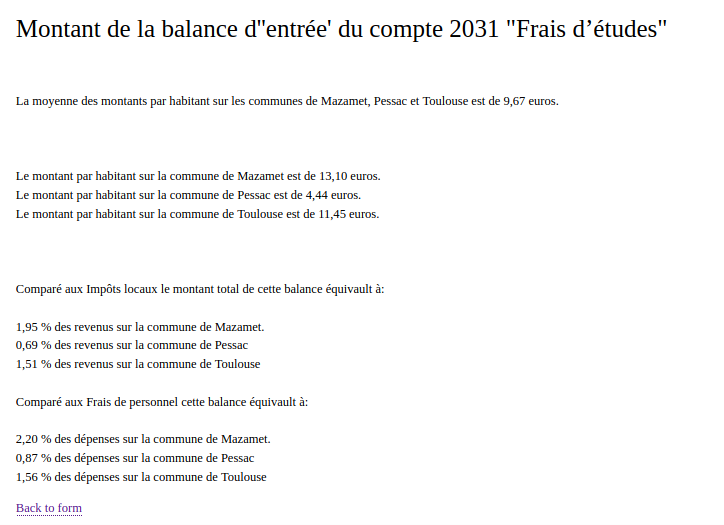 Montant de la balance d"entrée' du compte 2031 "Frais d’études"
La moyenne des montants par habitant sur les communes de Mazamet, Pessac et Toulouse est de 9,67 euros.
Le montant par habitant sur la commune de Mazamet est de 13,10 euros.
Le montant par habitant sur la commune de Pessac est de 4,44 euros.
Le montant par habitant sur la commune de Toulouse est de 11,45 euros.
Comparé aux Impôts locaux le montant total de cette balance équivault à:
1,95 % des revenus sur la commune de Mazamet.
0,69 % des revenus sur la commune de Pessac
1,51 % des revenus sur la commune de Toulouse
Comparé aux Frais de personnel cette balance équivault à:
2,20 % des dépenses sur la commune de Mazamet.
0,87 % des dépenses sur la commune de Pessac
1,56 % des dépenses sur la commune de Toulouse
Back to form